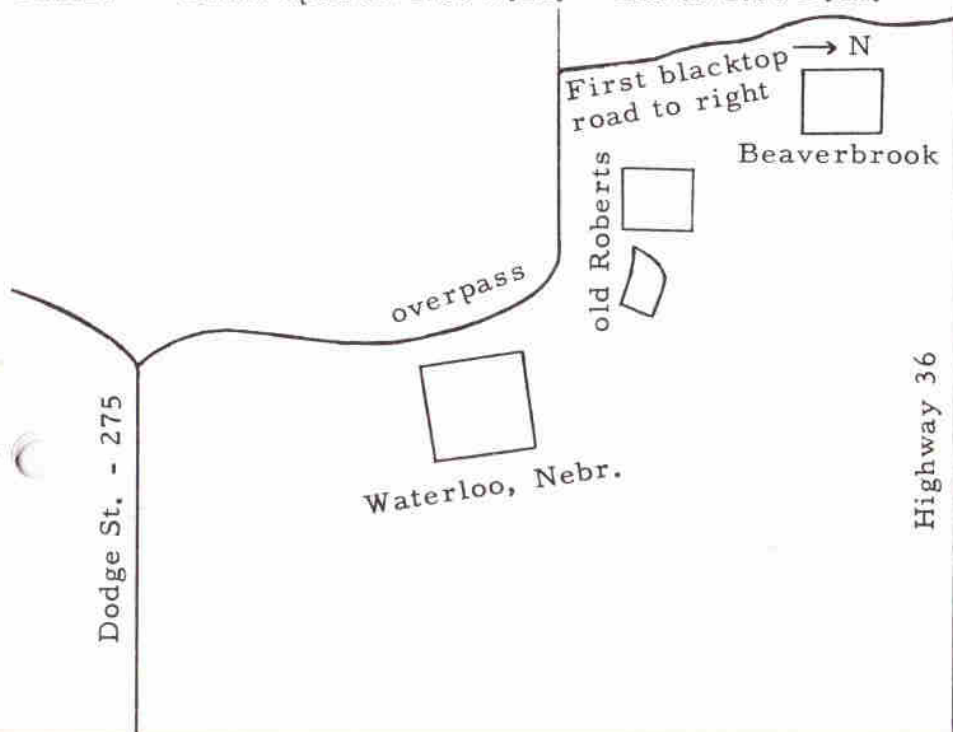 First blacktop → N
road to right
Beaverbrook
old Roberts
overpass
Waterloo, Nebr.
Dodge St. - 275
Highway 36